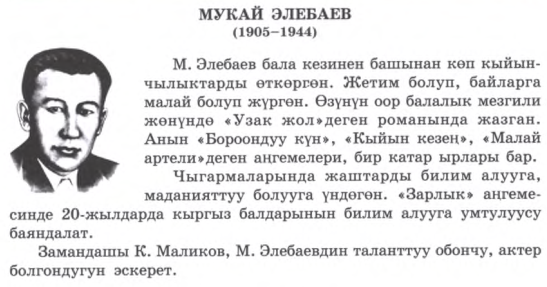 МУКАЙ ЭЛЕБАЕВ
(1905–1944)
М. Элебаев бала кезинен башынан көп кыйын-
чылыктарды өткөргөн. Жетим болуп, байларга
малай болуп жүргөн. Өзүнүн оор балалык мезгили
жөнүндө «Узак жол»деген романында жазган.
Анын «Бороондуу күн», «Кыйын кезең», «Малай
артели»деген аңгемелери, бир катар ырлары бар.
Чыгармаларында жаштарды билим алууга,
маданияттуу болууга үндөгөн. «Зарлык» аңгеме-
синде 20-жылдарда кыргыз балдарынын билим алууга умтулуусу
баяндалат.
Замандашы К. Маликов, М. Элебаевдин таланттуу обончу, актер
болгондугун эскерет.